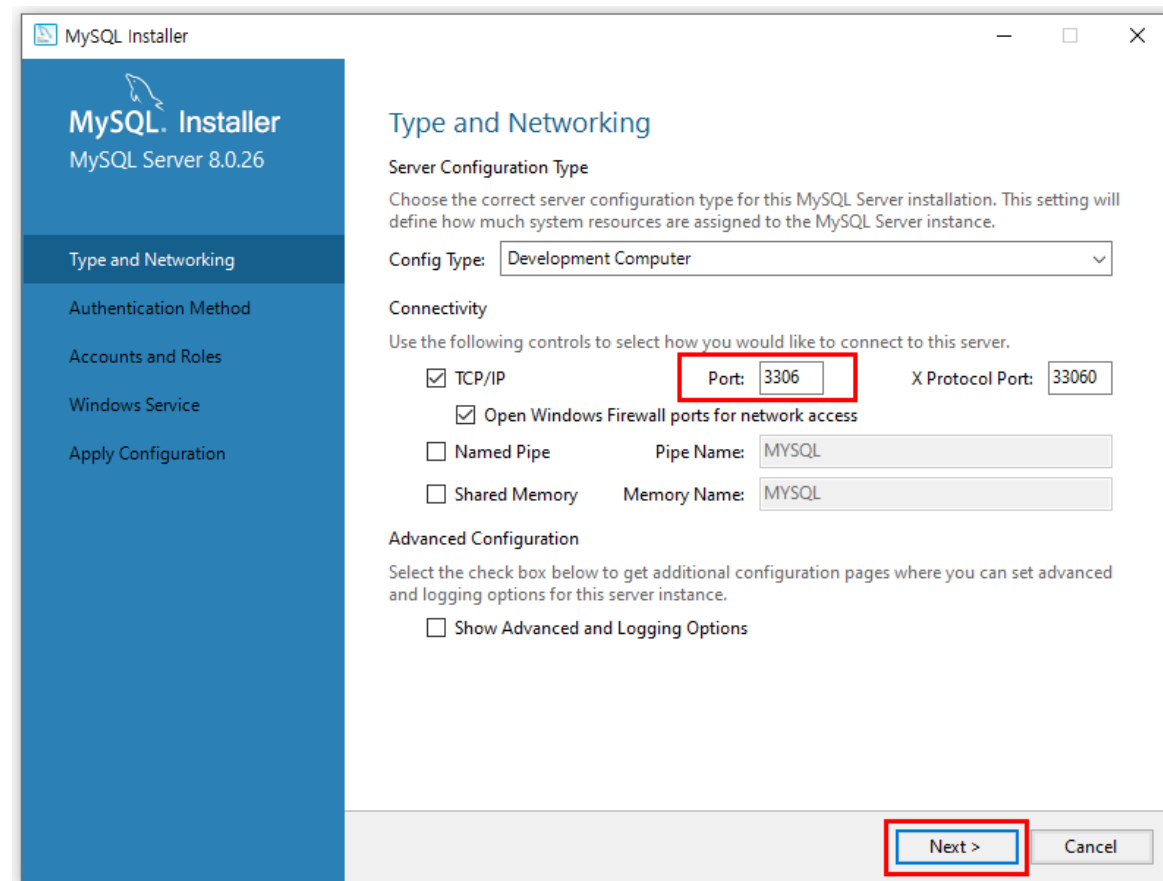 MySQL Installer
MySQL. Installer
MySQL Server 8.0.26
Type and Networking
Authentication Method
Accounts and Roles
Windows Service
Apply Configuration
Type and Networking
Server Configuration Type
Choose the correct server configuration type for this MySQL Server installation. This setting will
define how much system resources are assigned to the MySQL Server instance.
Config Type: Development Computer
Connectivity
Use the following controls to select how you would like to connect to this server.
TCP/IP Port: 3306 X Protocol Port: 33060
Open Windows Firewall ports for network access
Named Pipe Pipe Name: MYSQL
Shared Memory Memory Name: MYSQL
Advanced Configuration
Select the check box below to get additional configuration pages where you can set advanced
and logging options for this server instance.
Show Advanced and Logging Options
Next > Cancel